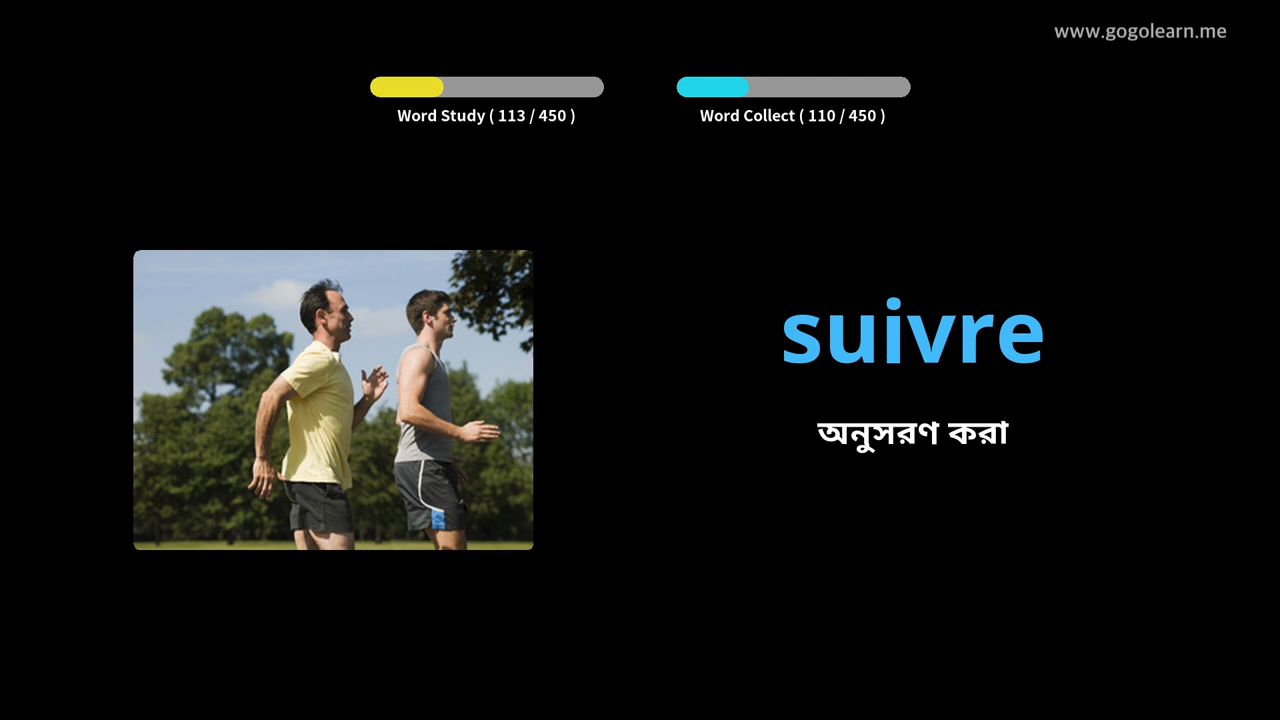 www.gogolearn.me
Word Study ( 113 / 450 )
Word Collect ( 110 / 450 )
suivre
অনুসরণ করা